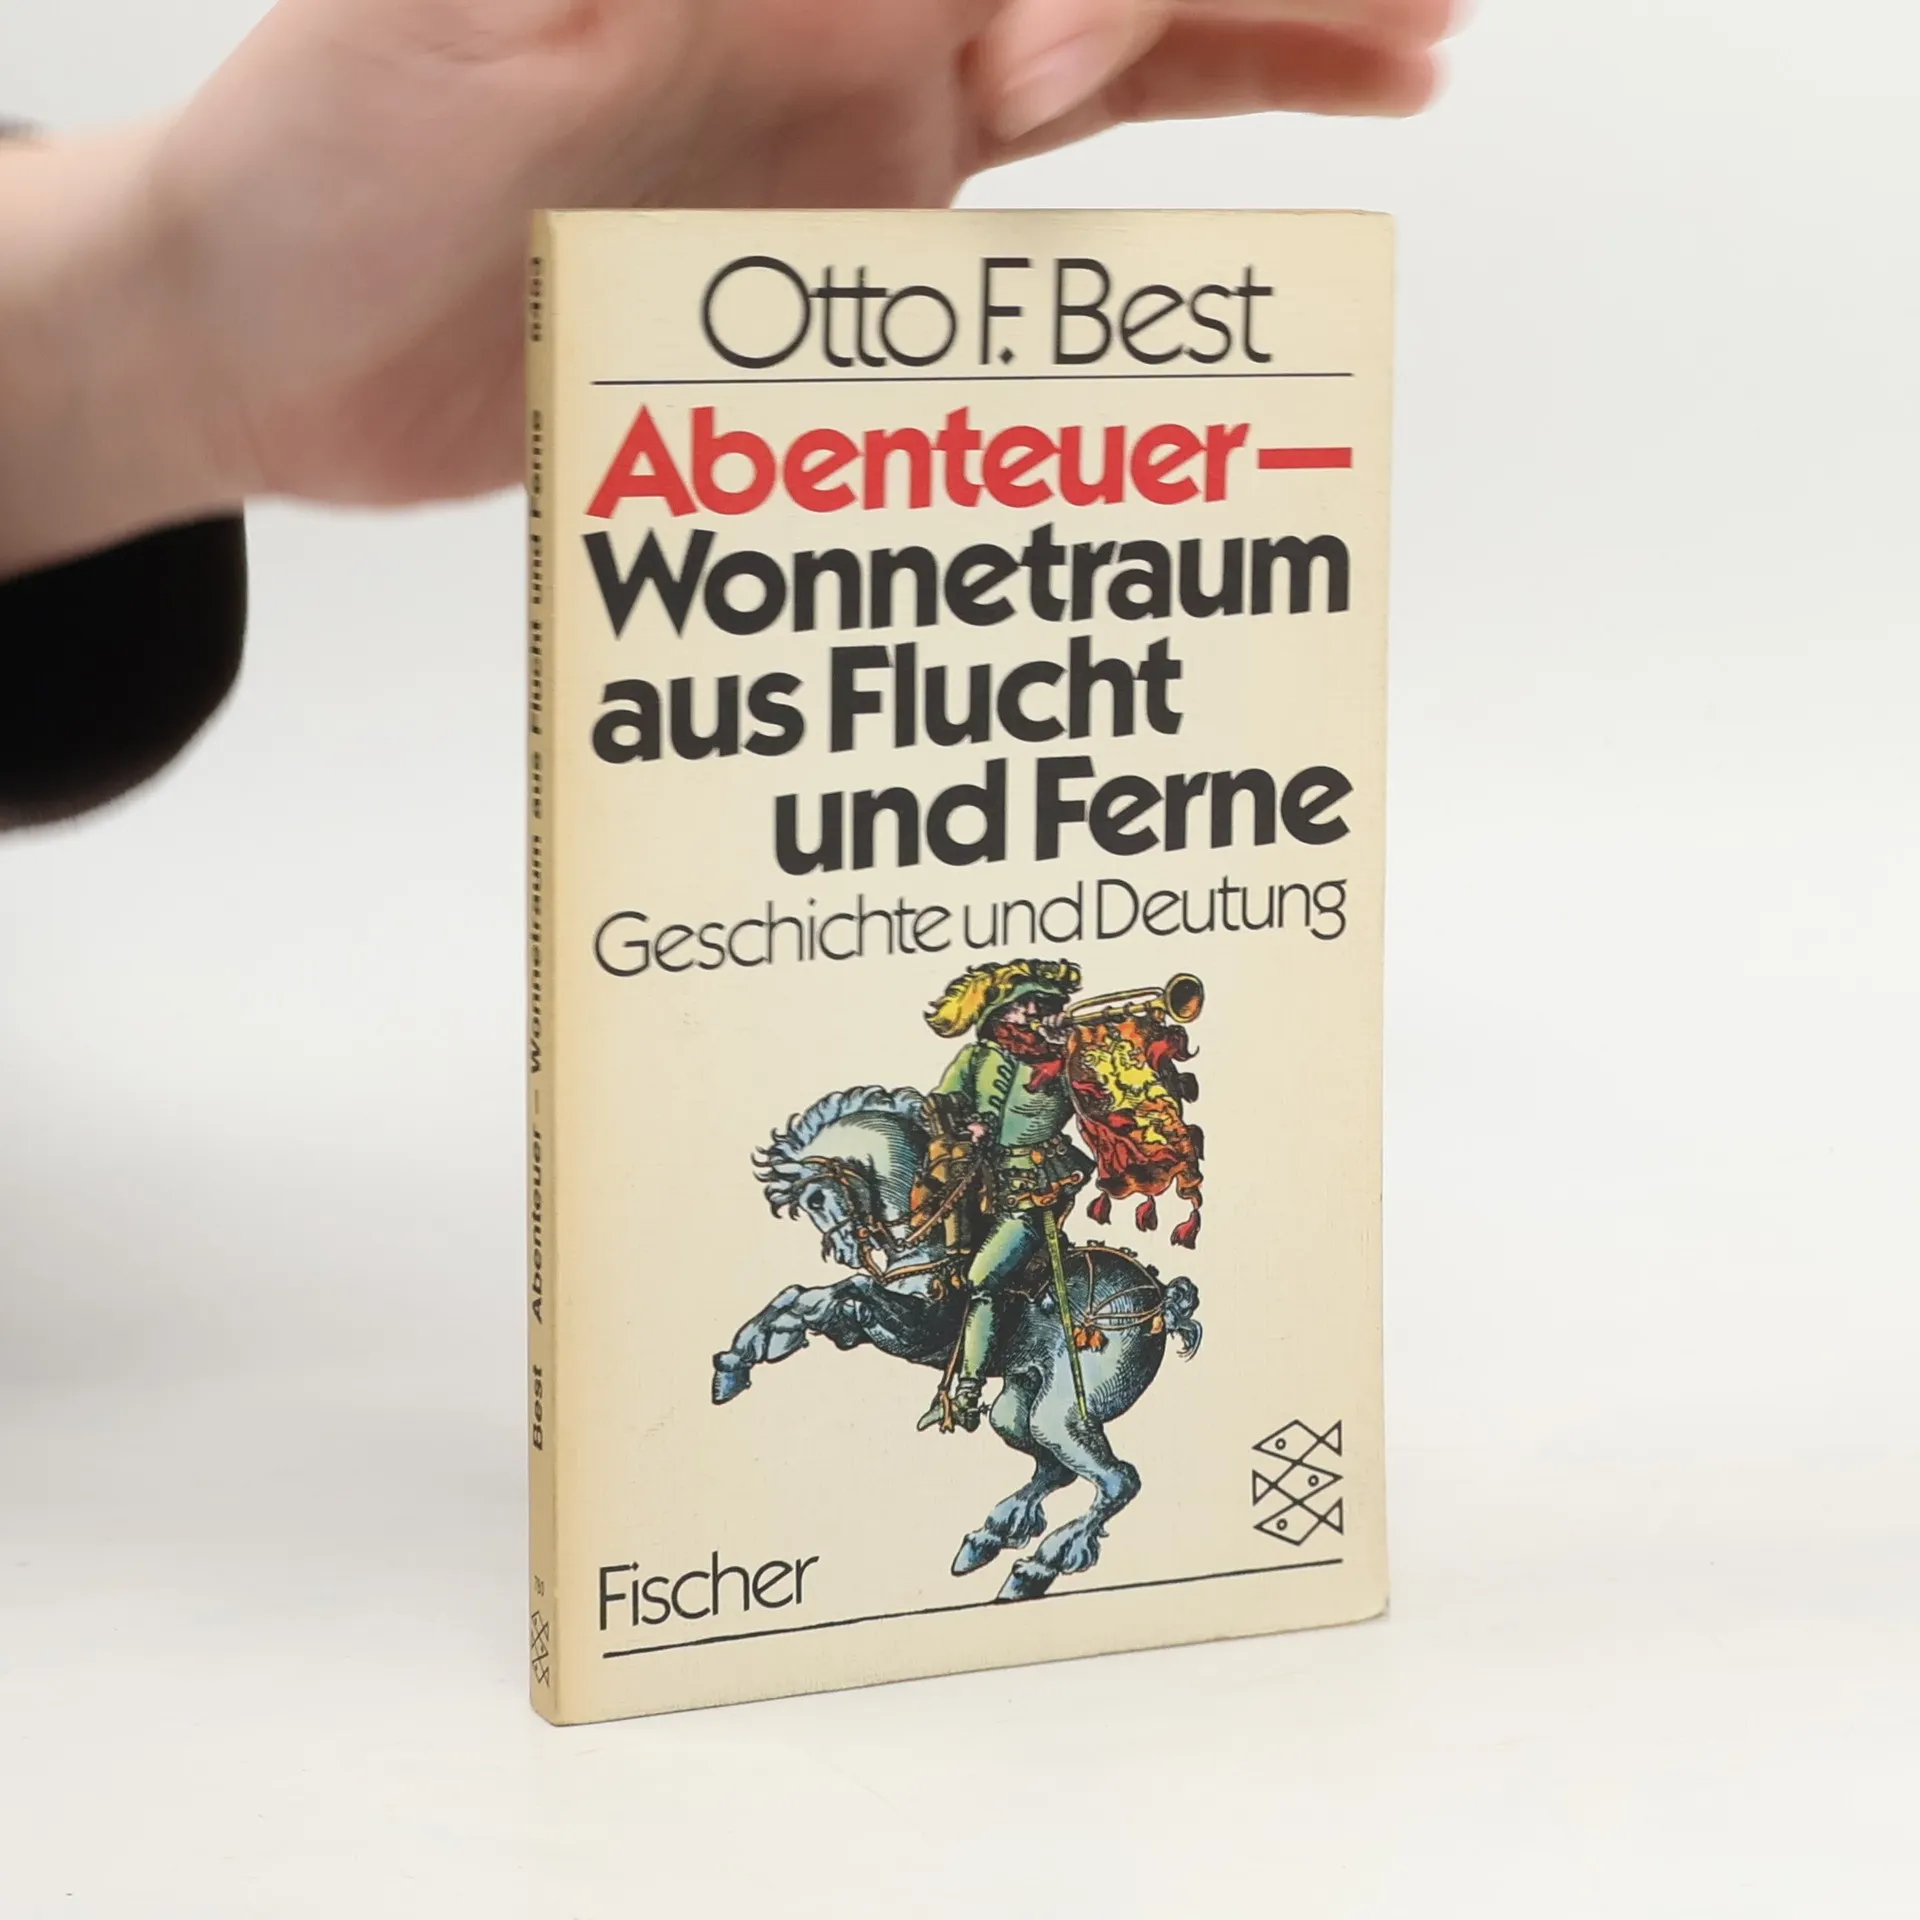 Otto F. Best
Abenteuer–
Wonnetraum
aus Flucht
und Ferne
Geschichte und Deutung
Fischer
Best Abenteuer – Wonnetraum aus Flucht und Ferne